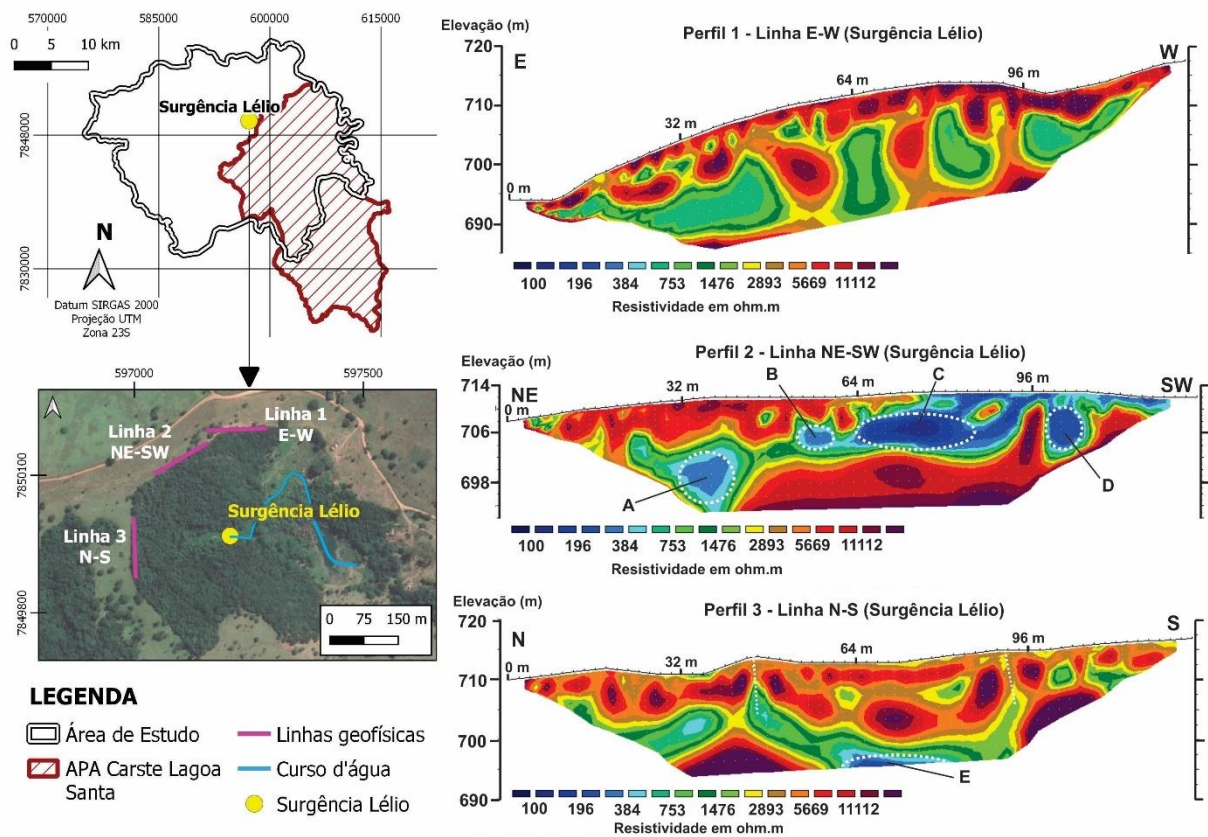 570000 585000 600000 615000
0 5 10 km
Surgência Lélio
7848000
7830000
N
Datum SIRGAS 2000
Projeção UTM
Zona 23S
597000 597500
Linha 1
E-W
Linha 2
NE-SW
7850100
Surgência Lélio
Linha 3
N-S
7849800
0 75 150 m
LEGENDA
Área de Estudo
Linhas geofísicas
APA Carste Lagoa
Santa
Curso d'água
Surgência Lélio
Elevação (m)
Perfil 1 - Linha E-W (Surgência Lélio)
720
E
W
710
700
690
0 m
32 m
64 m
96 m
100 196 384 753 1476 2893 5669 11112
Resistividade em ohm.m
Elevação (m)
Perfil 2 - Linha NE-SW (Surgência Lélio)
714
NE
SW
706
698
0 m
32 m
64 m
96 m
B
C
A
D
100 196 384 753 1476 2893 5669 11112
Resistividade em ohm.m
Elevação (m)
Perfil 3 - Linha N-S (Surgência Lélio)
720
N
S
710
700
690
0 m
32 m
64 m
96 m
E
100 196 384 753 1476 2893 5669 11112
Resistividade em ohm.m